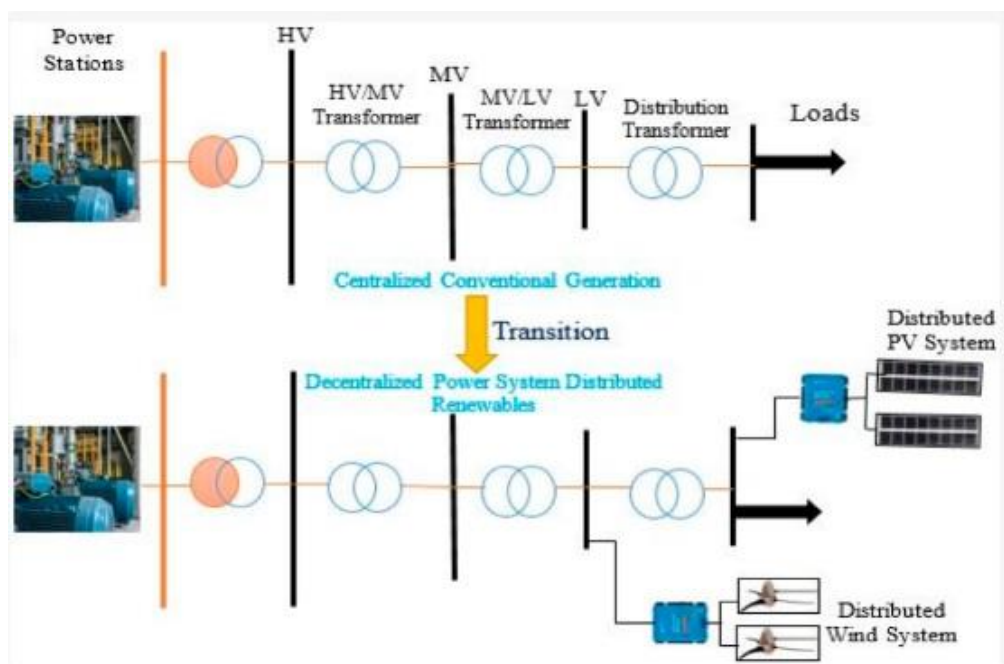 Power
Stations
HV
HV/MV
Transformer
MV
MV/LV
Transformer
LV
Distribution
Transformer
Loads
Centralized Conventional Generation
Transition
Decentralized Power System Distributed
Renewables
Distributed
PV System
Distributed
Wind System